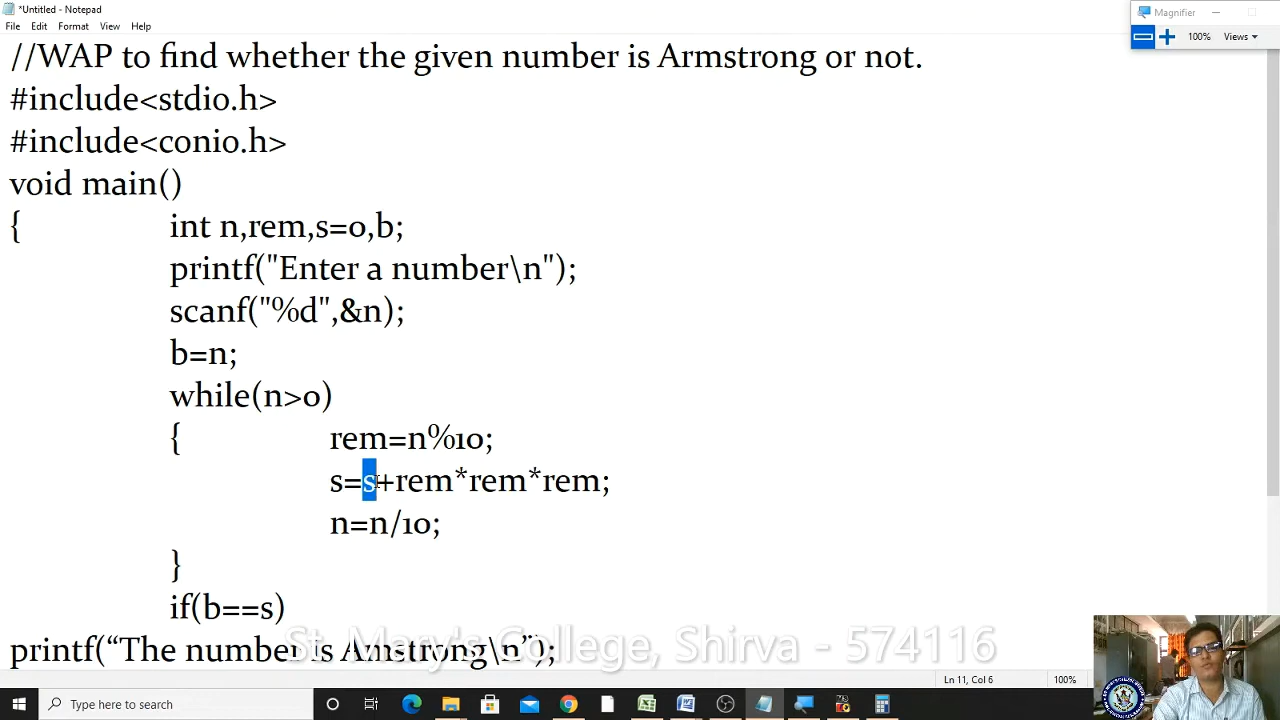 *Untitled - Notepad
File Edit Format View Help
Magnifier
100% Views
//WAP to find whether the given number is Armstrong or not.
#include<stdio.h>
#include<conio.h>
void main()
{ int n,rem,s=0,b;
printf("Enter a number\n");
scanf("%d",&n);
b=n;
while(n>0)
{ rem=n%10;
s=s+rem*rem*rem;
n=n/10;
}
if(b==s)
printf(“The number is Amstrong\n”);
St. Mary's College, Shirva - 574116
Ln 11, Col 6 100%
Type here to search